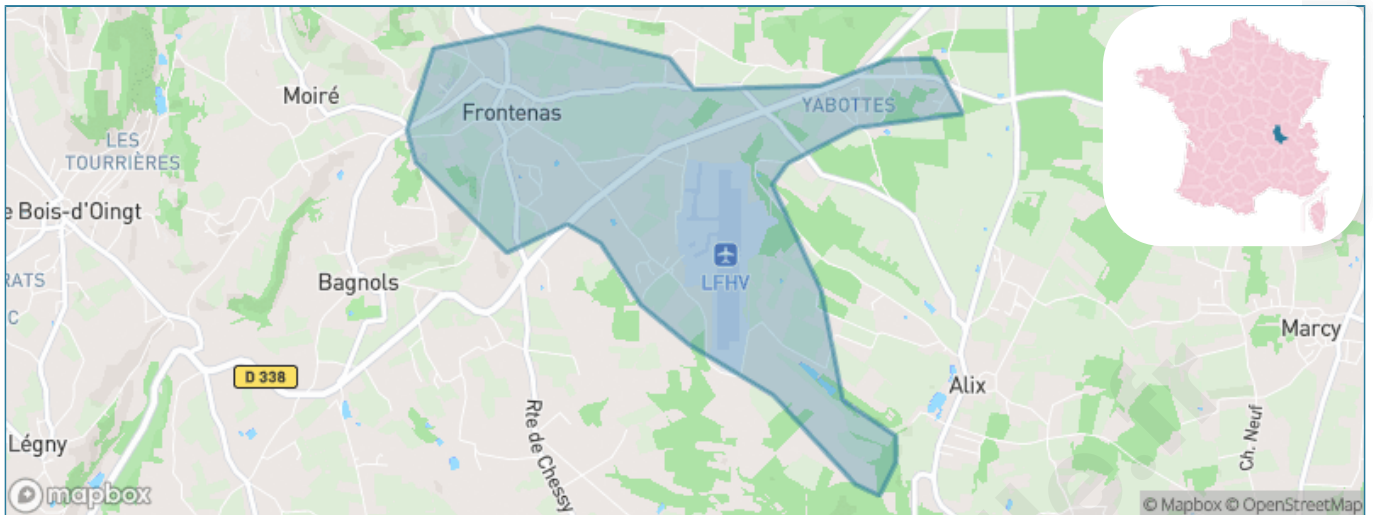 Moiré
Frontenas
YABOTTES
LES
TOURRIÈRES
e Bois-d'Oingt
RATS
C
Bagnols
LFHV
Marcy
D 338
Alix
Légny
Rte de Chessy
Ch. Neuf
mapbox
© Mapbox © OpenStreetMap